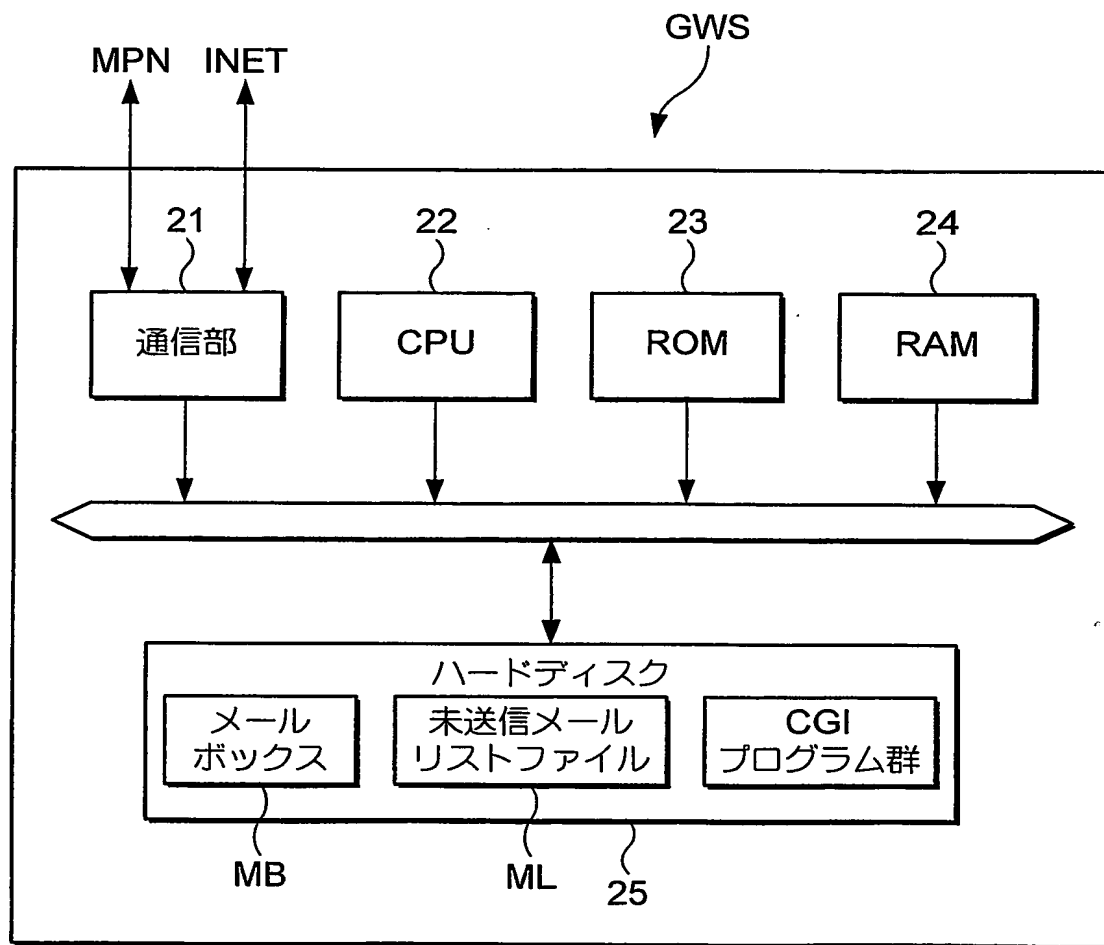 GWS
MPN INET
21 22 23 24
通信部 CPU ROM RAM
ハードディスク
メール
ボックス
未送信メール
リストファイル
CGI
プログラム群
MB ML 25